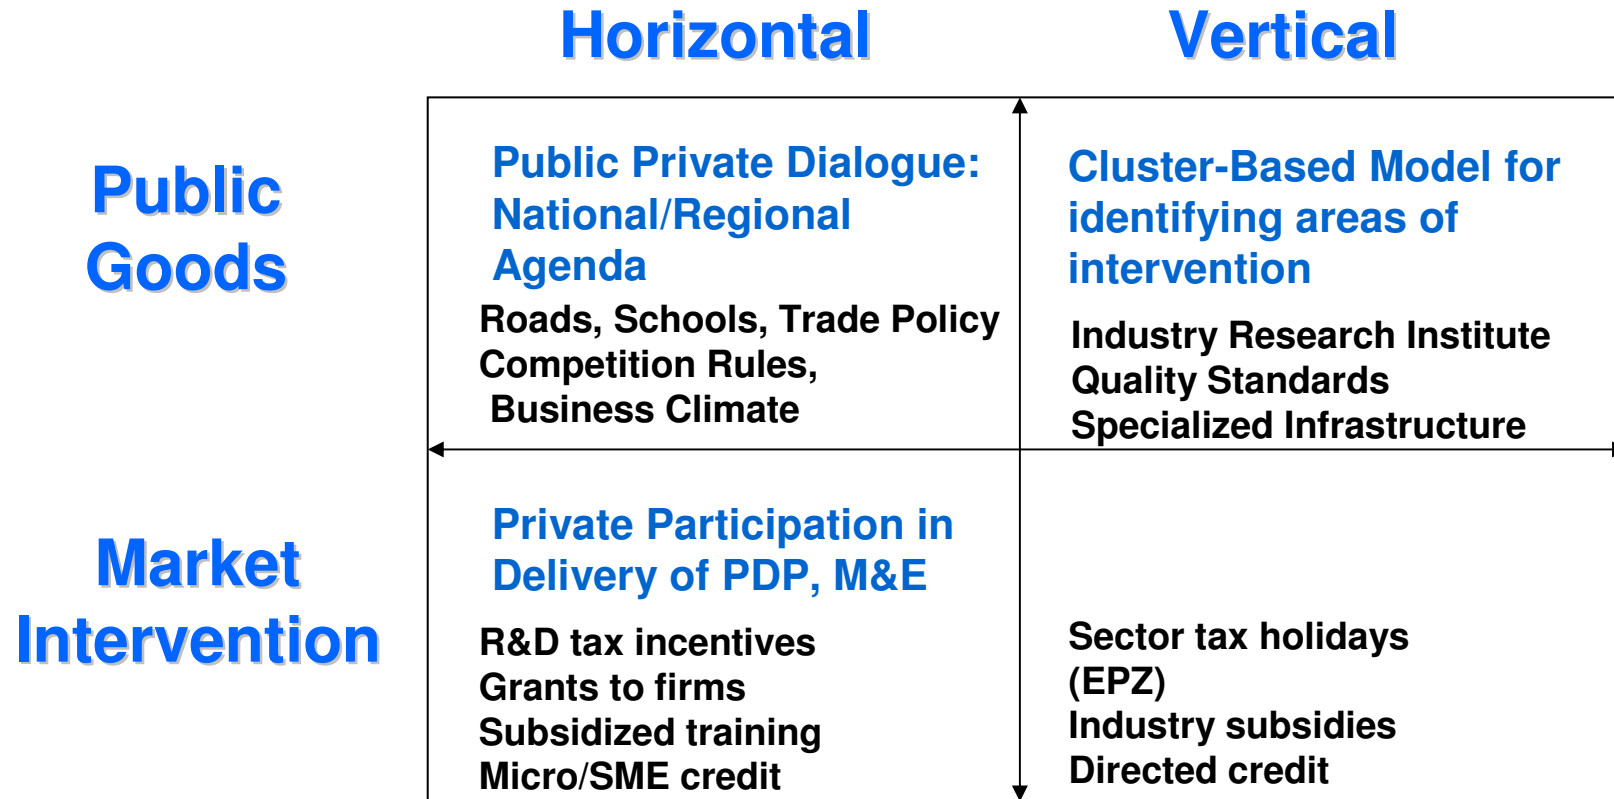 Horizontal
Vertical
Public
Goods
Public Private Dialogue:
National/Regional
Agenda
Roads, Schools, Trade Policy
Competition Rules,
Business Climate
Cluster-Based Model for
identifying areas of
intervention
Industry Research Institute
Quality Standards
Specialized Infrastructure
Market
Intervention
Private Participation in
Delivery of PDP, M&E
R&D tax incentives
Grants to firms
Subsidized training
Micro/SME credit
Sector tax holidays
(EPZ)
Industry subsidies
Directed credit